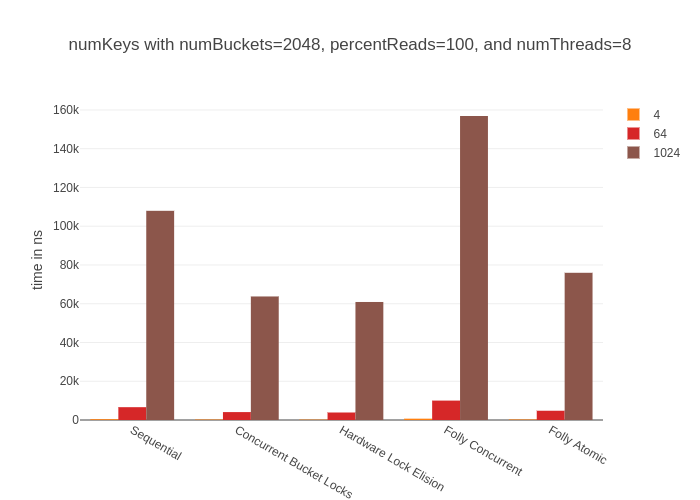 numKeys with numBuckets=2048, percentReads=100, and numThreads=8
4
64
1024
160k
140k
120k
100k
80k
60k
40k
20k
0
time in ns
Sequential
Concurrent Bucket Locks
Hardware Lock Elision
Folly Concurrent
Folly Atomic